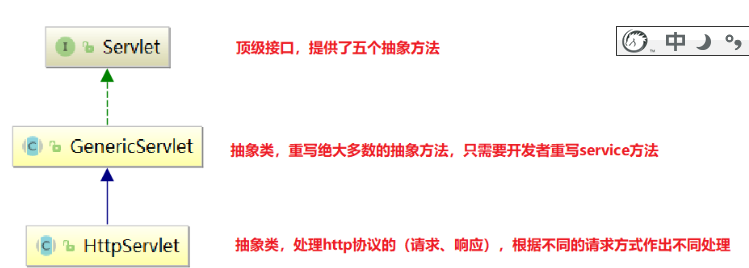 I Servlet
顶级接口，提供了五个抽象方法
中
C GenericServlet
抽象类，重写绝大多数的抽象方法，只需要开发者重写service方法
C HttpServlet
抽象类，处理http协议的（请求、响应），根据不同的请求方式作出不同处理